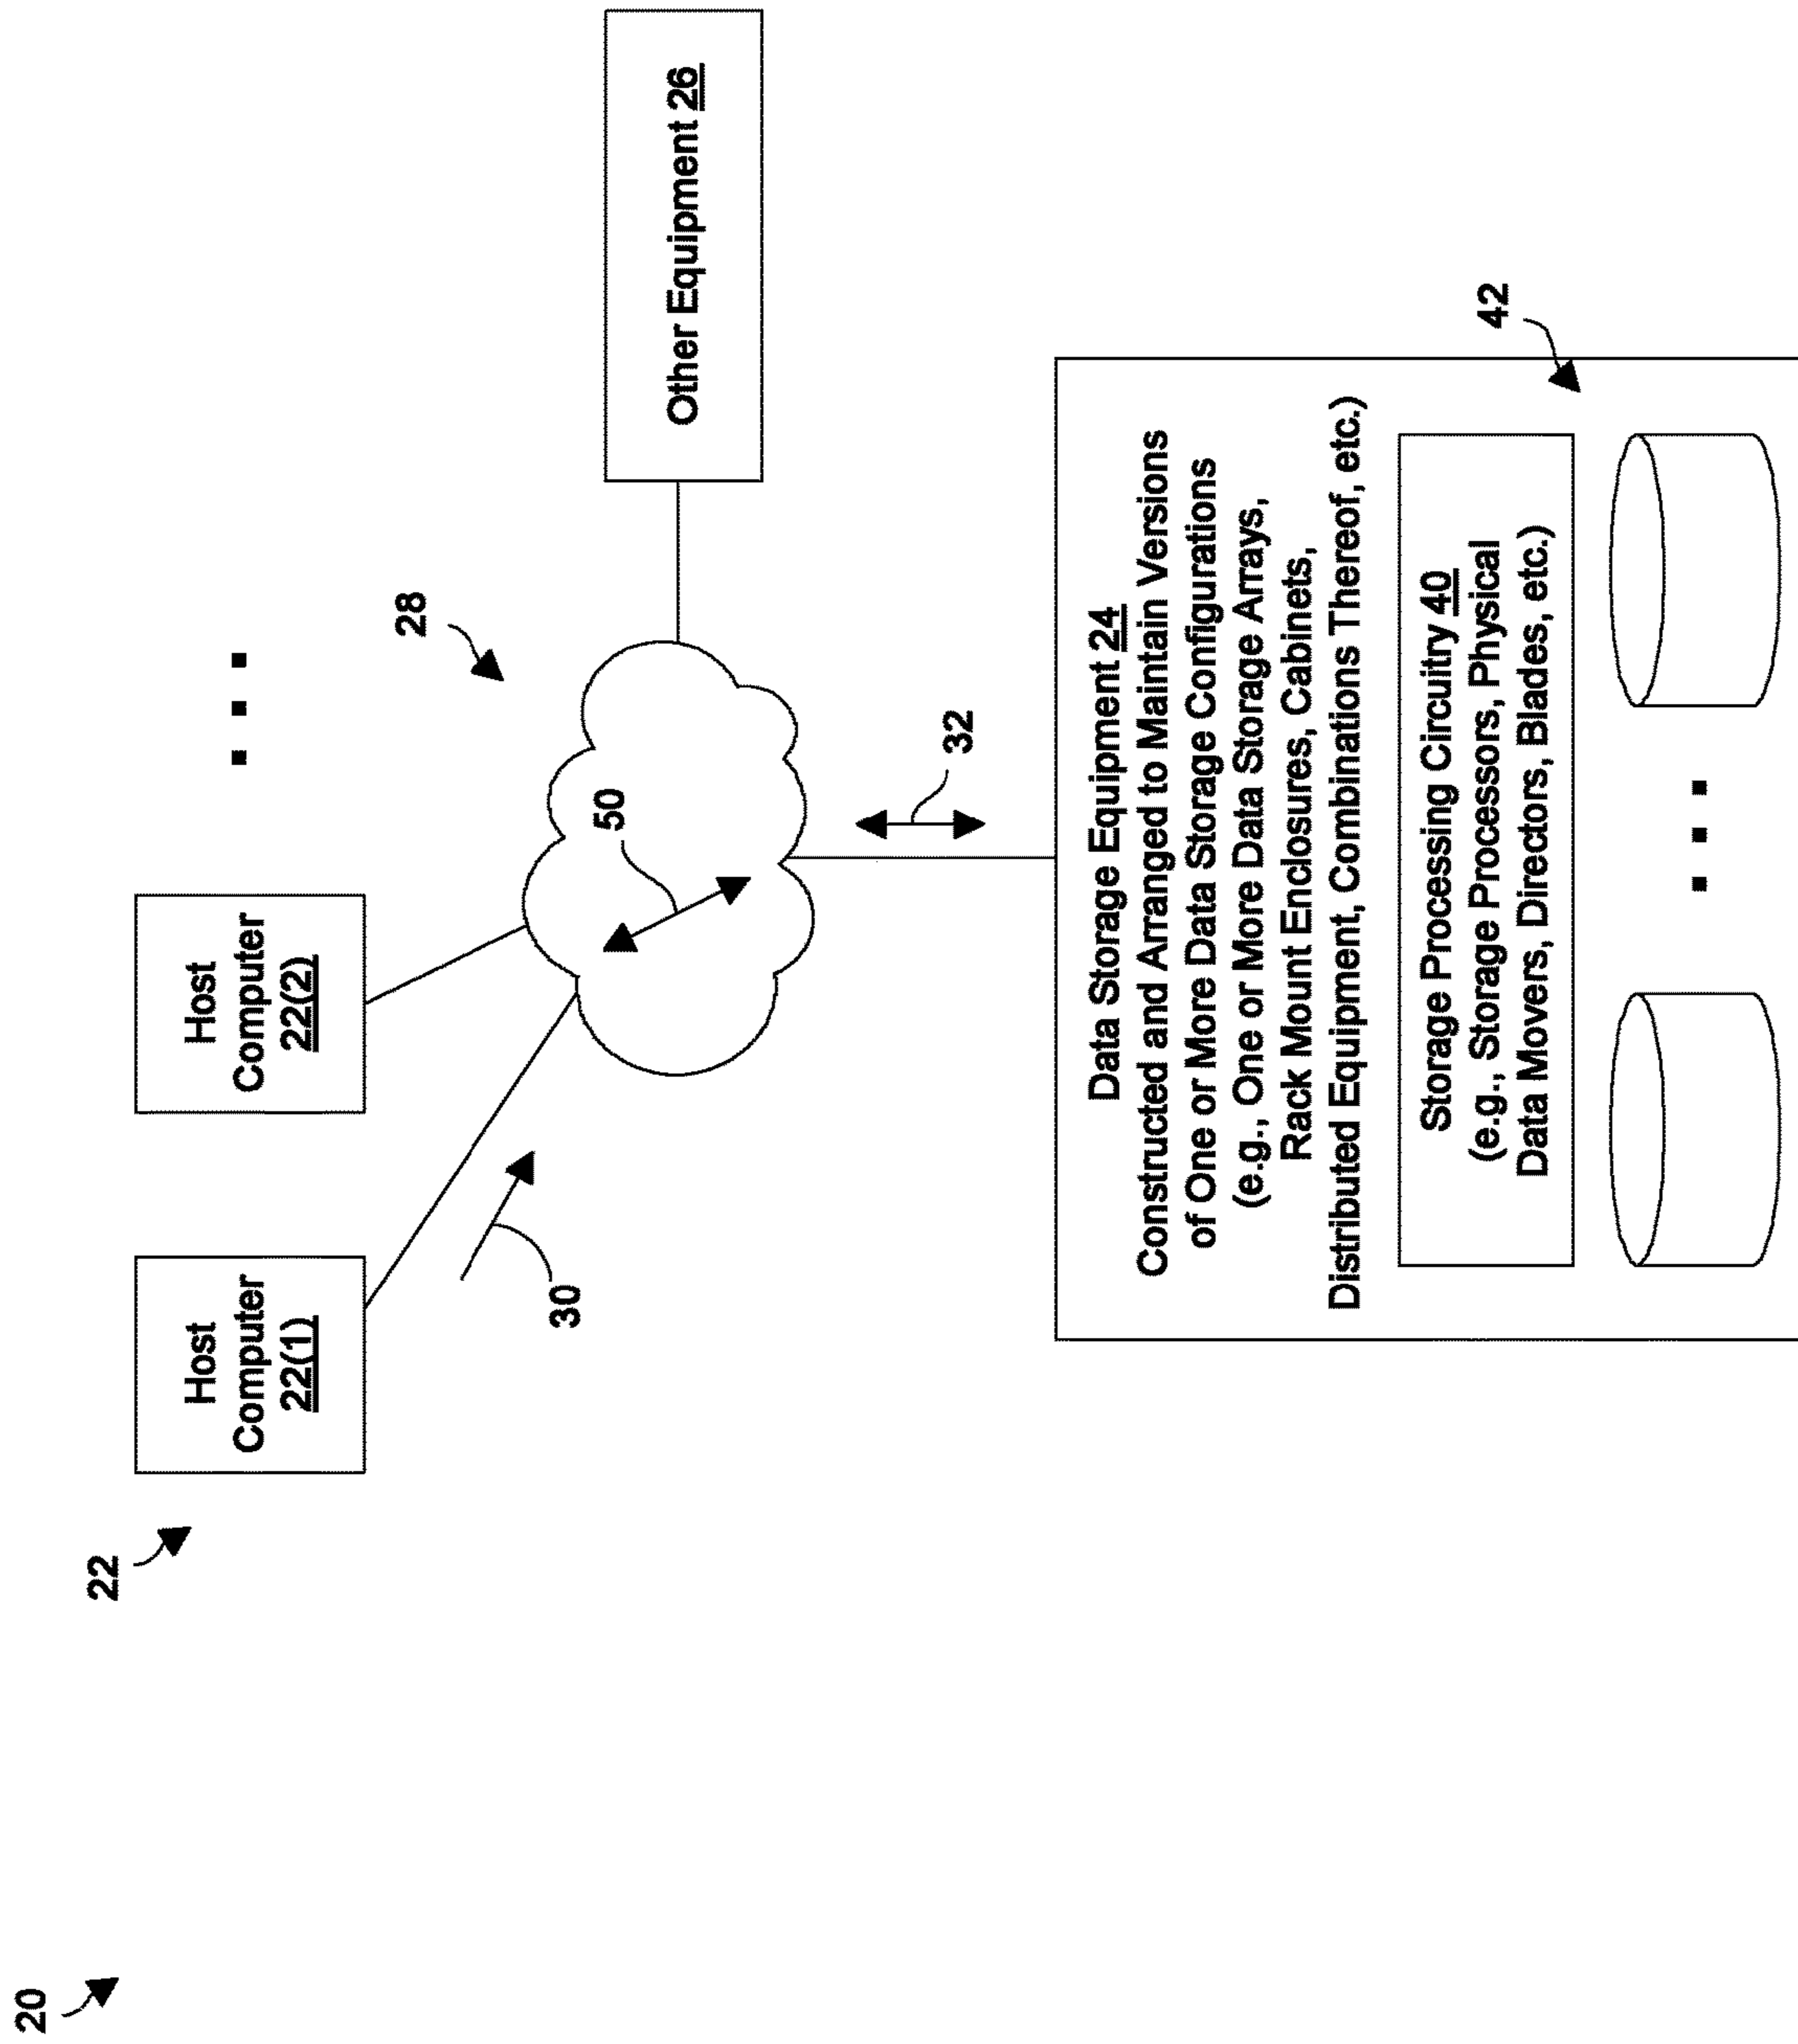 20
22
Host
Computer
22(1)
Host
Computer
22(2)
30
28
50
Other Equipment 26
32
Data Storage Equipment 24
Constructed and Arranged to Maintain Versions
of One or More Data Storage Configurations
(e.g., One or More Data Storage Arrays,
Rack Mount Enclosures, Cabinets,
Distributed Equipment, Combinations Thereof, etc.)
42
Storage Processing Circuitry 40
(e.g., Storage Processors, Physical
Data Movers, Directors, Blades, etc.)